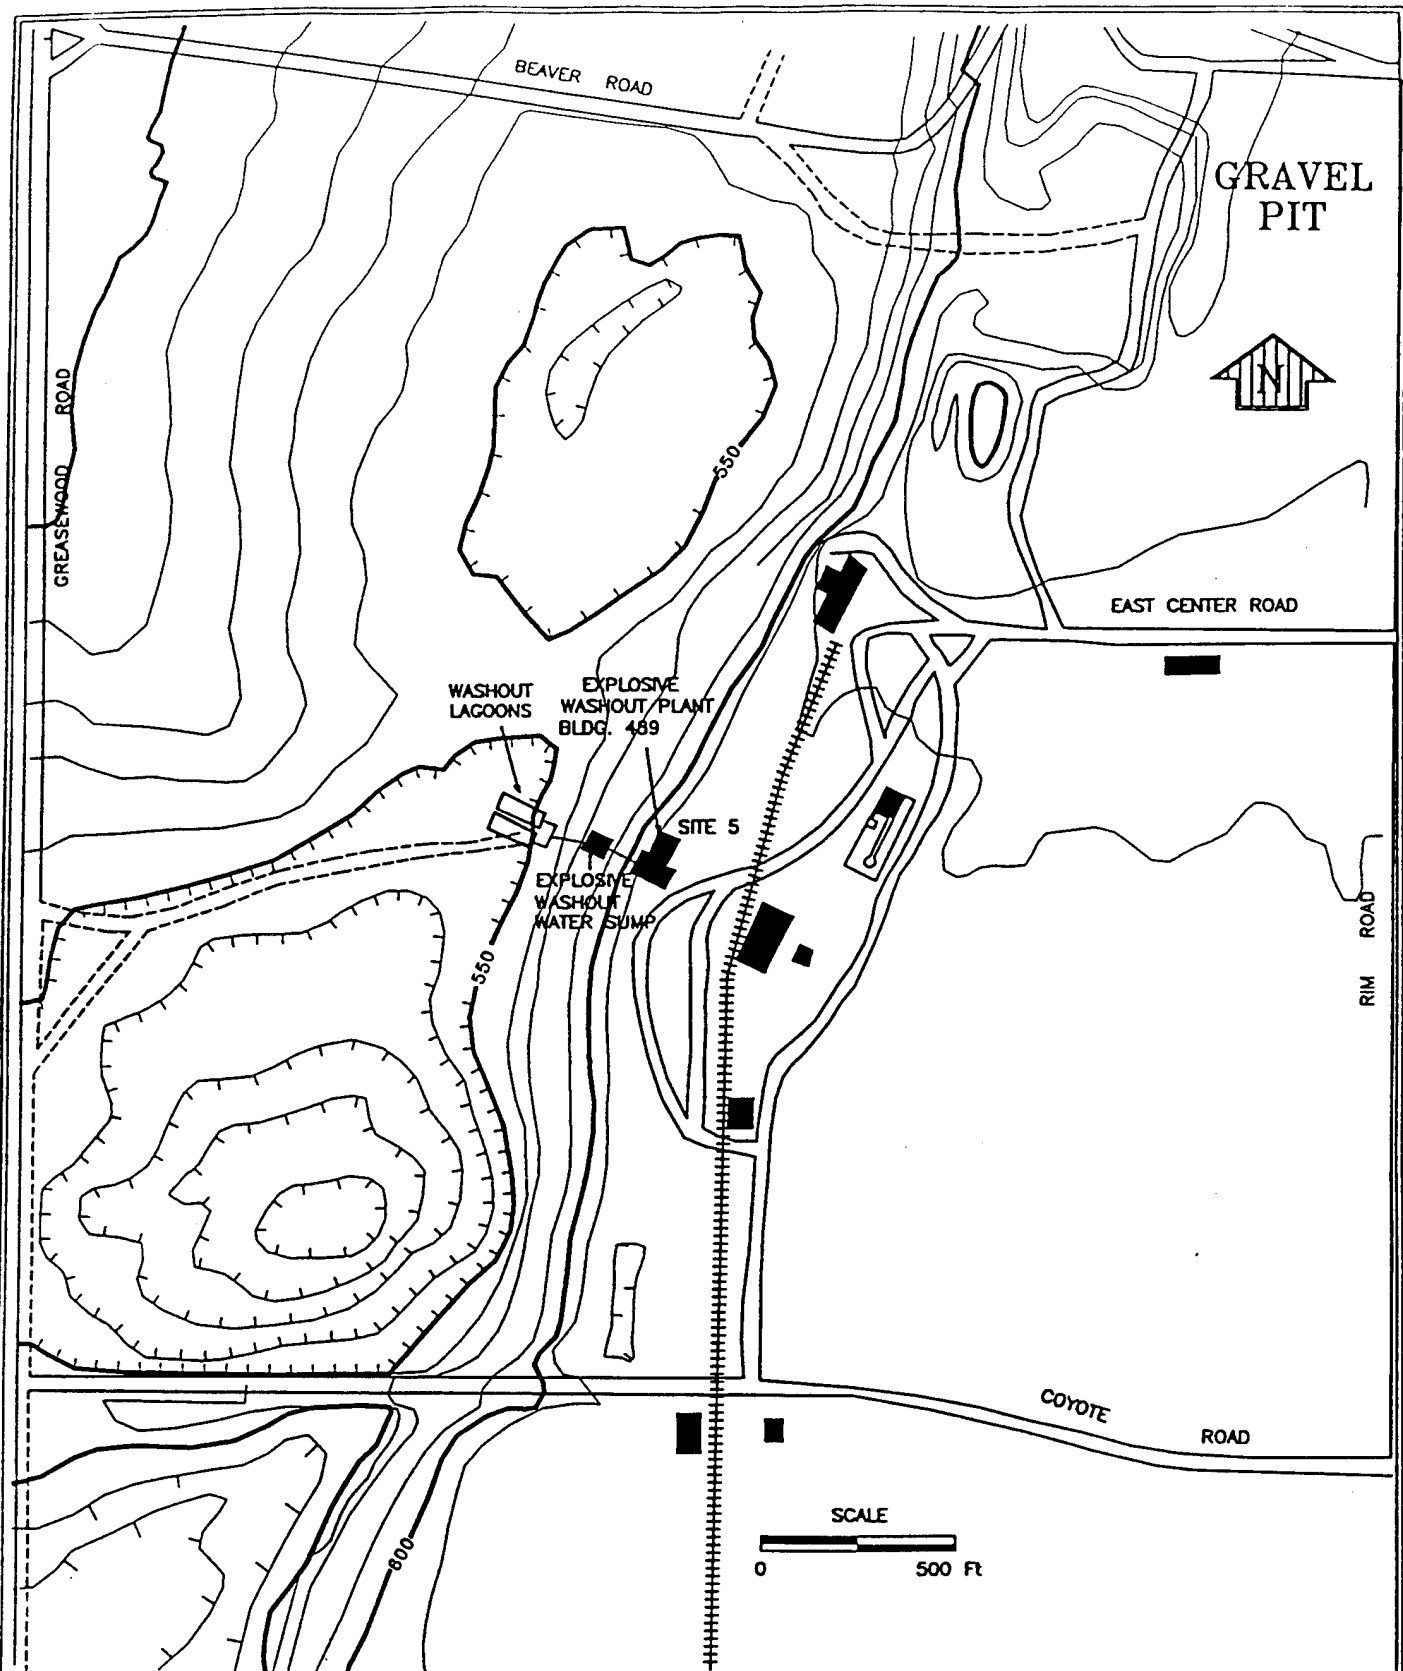 BEAVER ROAD
GRAVEL
PIT
N
GREASEWOOD ROAD
550
EAST CENTER ROAD
WASHOUT
LAGOONS
EXPLOSIVE
WASHOUT PLANT
BLDG. 489
SITE 5
EXPLOSIVE
WASHOUT
WATER SUMP
550
RIM ROAD
COYOTE ROAD
SCALE
0 500 Ft
600